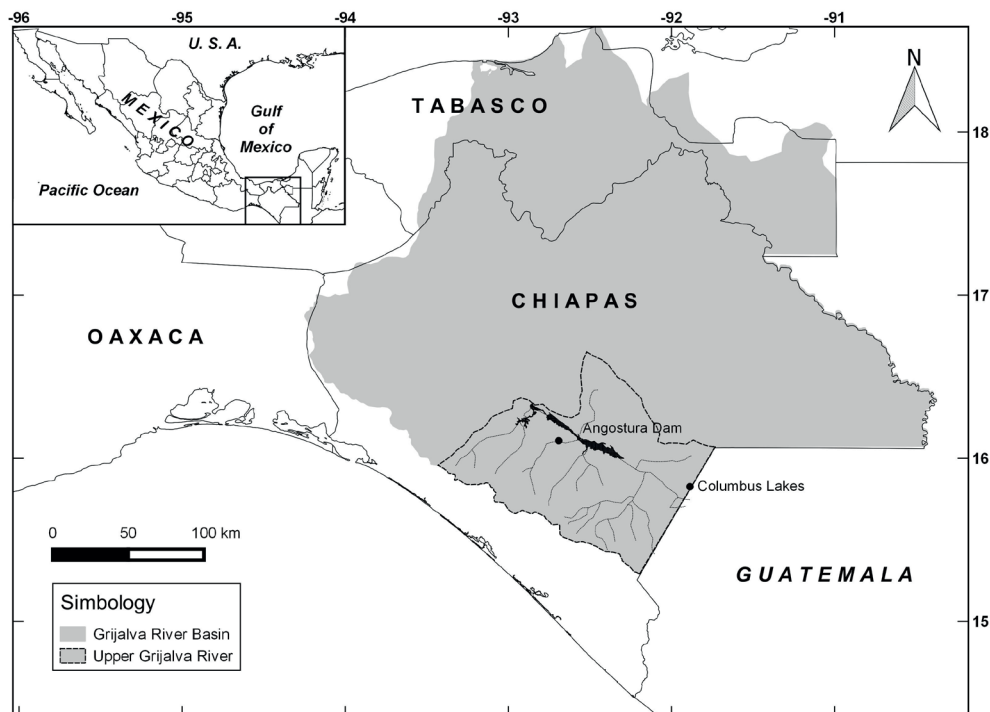 -96 -95 -94 -93 -92 -91
U. S. A.
MEXICO
Gulf
of
Mexico
Pacific Ocean
TABASCO
N
18
CHIAPAS
17
OAXACA
Angostura Dam
16
Columbus Lakes
0 50 100 km
GUATEMALA
Simbology
Grijalva River Basin
15
Upper Grijalva River